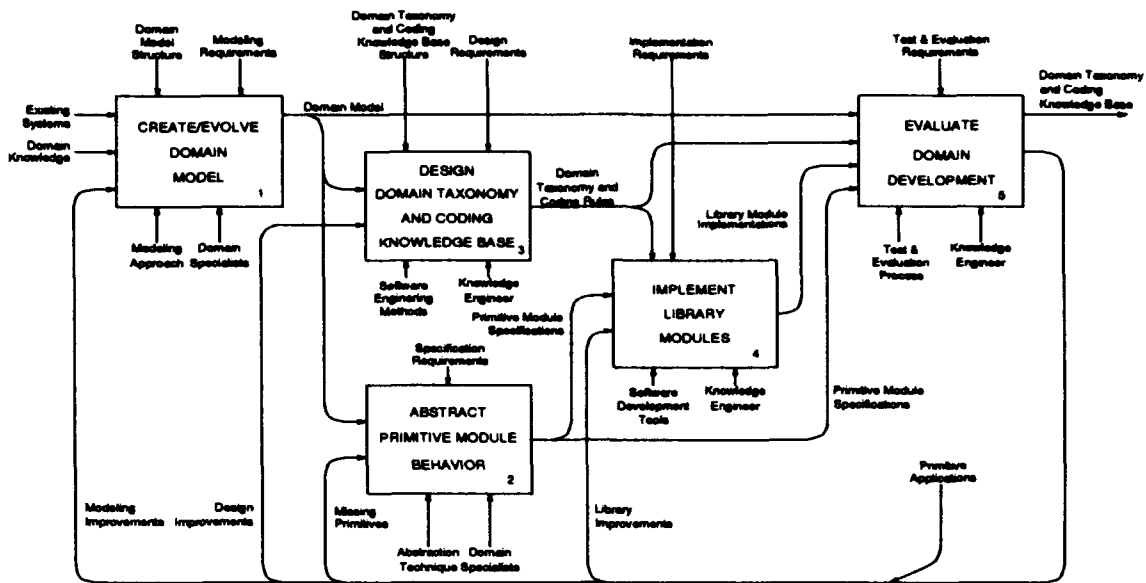 Domain
Model
Structure
Modeling
Requirements
Domain Taxonomy
and Coding
Knowledge Base
Structure
Design
Requirements
Implementation
Requirements
Test & Evaluation
Requirements
Existing
Systems
Domain
Knowledge
CREATE/EVOLVE
DOMAIN
MODEL
1
Domain Model
Modeling
Approach
Domain
Specialists
DESIGN
DOMAIN TAXONOMY
AND CODING
KNOWLEDGE BASE
3
Domain
Taxonomy and
Coding Rules
Software
Enginering
Methods
Knowledge
Engineer
EVALUATE
DOMAIN
DEVELOPMENT
5
Domain Taxonomy
and Coding
Knowledge Base
Test &
Evaluation
Process
Knowledge
Engineer
Library Module
Implementations
Primitive Module
Specifications
IMPLEMENT
LIBRARY
MODULES
4
Software
Development
Tools
Knowledge
Engineer
Specification
Requirements
ABSTRACT
PRIMITIVE MODULE
BEHAVIOR
2
Primitive Module
Specifications
Abstraction
Technique
Domain
Specialists
Modeling
Improvements
Design
Improvements
Missing
Primitives
Library
Improvements
Primitive
Applications